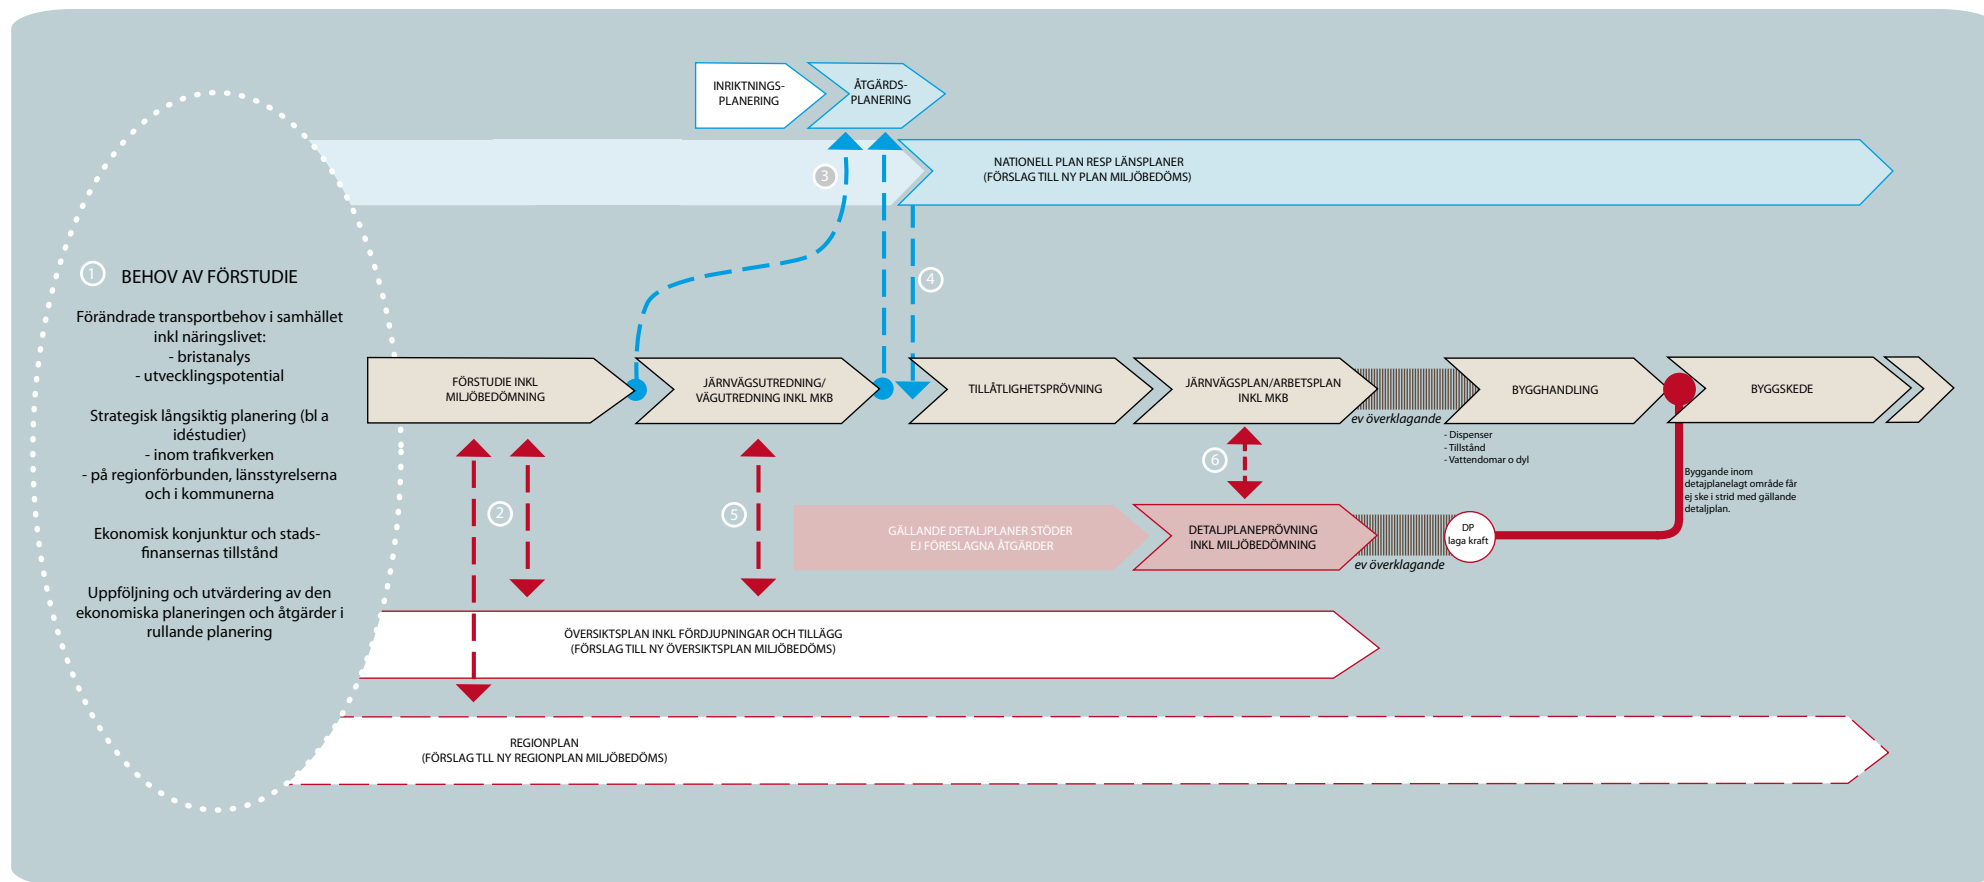 INRIKTNINGS-
PLANERING
ÅTGÄRDS-
PLANERING
NATIONELL PLAN RESP LÄNSPLANER
(FÖRSLAG TILL NY PLAN MILJÖBEDÖMS)
3
1
BEHOV AV FÖRSTUDIE
Förändrade transportbehov i samhället
inkl näringslivet:
- bristanalys
- utvecklingspotential
Strategisk långsiktig planering (bl a
idéstudier)
- inom trafikverken
- på regionförbunden, länsstyrelserna
och i kommunerna
Ekonomisk konjunktur och stads-
finansernas tillstånd
Uppföljning och utvärdering av den
ekonomiska planeringen och åtgärder i
rullande planering
4
FÖRSTUDIE INKL
MILJÖBEDÖMNING
JÄRNVÄGSUTREDNING/
VÄGUTREDNING INKL MKB
TILLÅTLIGHETSPRÖVNING
JÄRNVÄGSPLAN/ARBETSPLAN
INKL MKB
ev överklagande
BYGGHANDLING
- Dispenser
- Tillstånd
- Vattendomar o dyl
BYGGSKEDE
Byggande inom
detajplanelagt område får
ej ske i strid med gällande
detaljplan.
2
5
6
GÄLLANDE DETALJPLANER STÖDER
EJ FÖRESLAGNA ÅTGÄRDER
DETALJPLANEPRÖVNING
INKL MILJÖBEDÖMNING
ev överklagande
DP
laga kraft
ÖVERSIKTSPLAN INKL FÖRDJUPNINGAR OCH TILLÄGG
(FÖRSLAG TILL NY ÖVERSIKTSPLAN MILJÖBEDÖMS)
REGIONPLAN
(FÖRSLAG TLL NY REGIONPLAN MILJÖBEDÖMS)